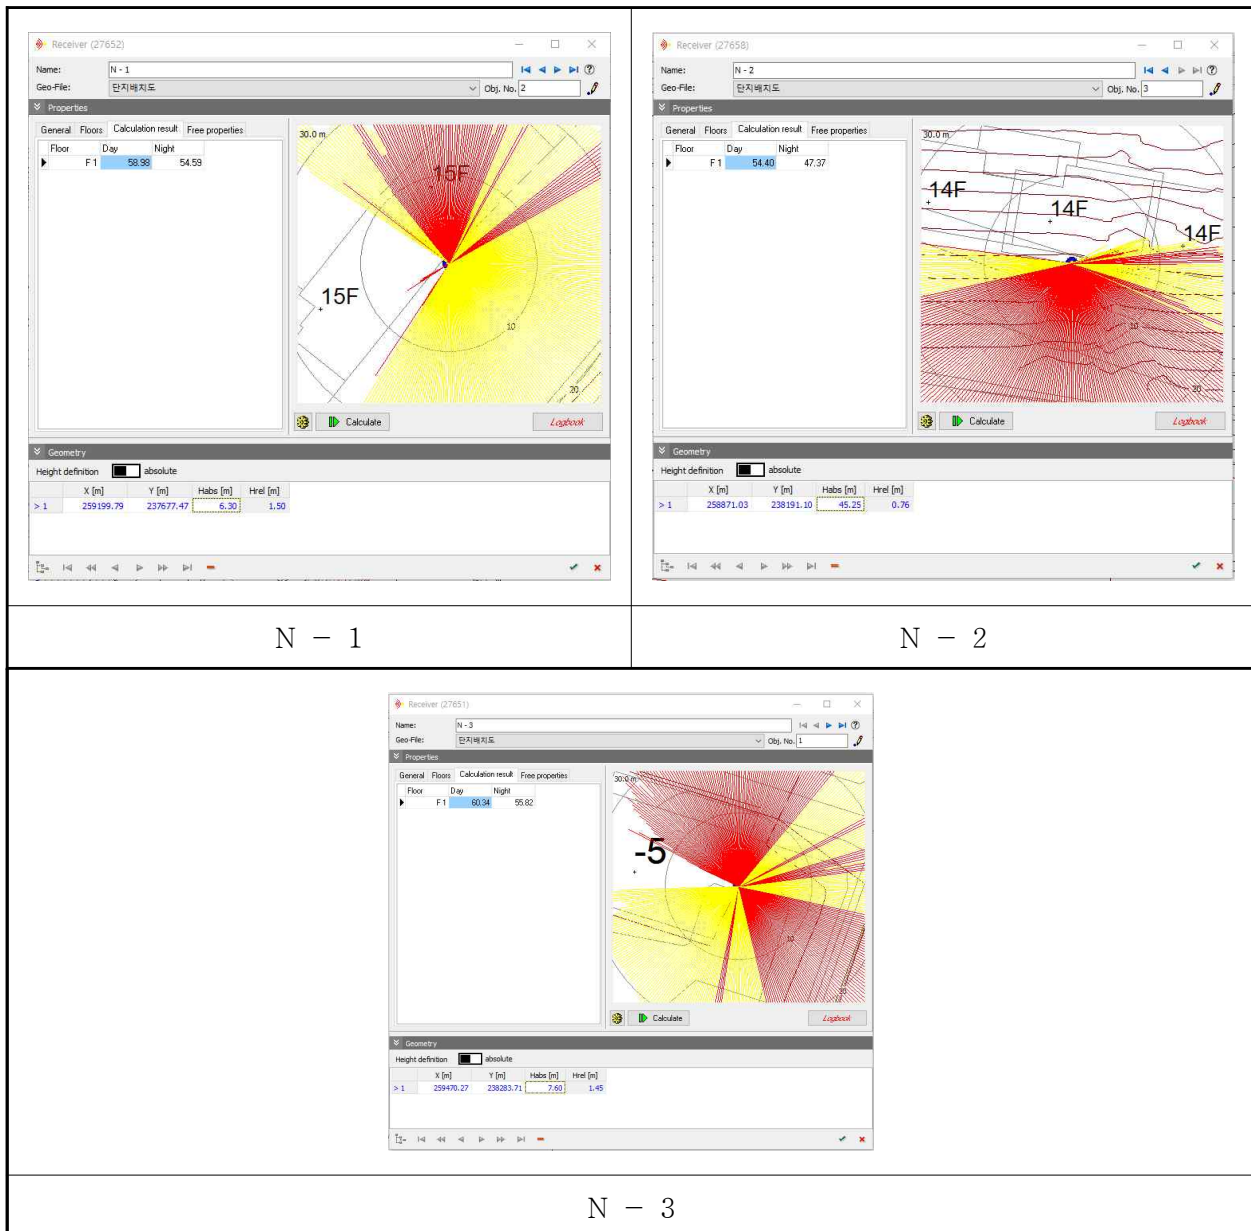 Receiver (27652)
Name: N - 1
Geo-File: 단지배치도 Obj. No. 2
Properties
General Floors Calculation result Free properties
Floor Day Night
F 1 58.98 54.59
30.0 m
15F
15F
10
20
Calculate Logbook
Geometry
Height definition absolute
X [m] Y [m] Habs [m] Hrel [m]
> 1 259199.79 237677.47 6.30 1.50
N - 1
Receiver (27658)
Name: N - 2
Geo-File: 단지배치도 Obj. No. 3
Properties
General Floors Calculation result Free properties
Floor Day Night
F 1 54.40 47.37
30.0 m
14F
14F
14F
10
20
Calculate Logbook
Geometry
Height definition absolute
X [m] Y [m] Habs [m] Hrel [m]
> 1 258871.03 238191.10 45.25 0.76
N - 2
Receiver (27651)
Name: N - 3
Geo-File: 단지배치도 Obj. No. 1
Properties
General Floors Calculation result Free properties
Floor Day Night
F 1 60.34 55.82
30.0 m
-5
10
20
Calculate Logbook
Geometry
Height definition absolute
X [m] Y [m] Habs [m] Hrel [m]
> 1 259470.27 238283.71 7.60 1.45
N - 3